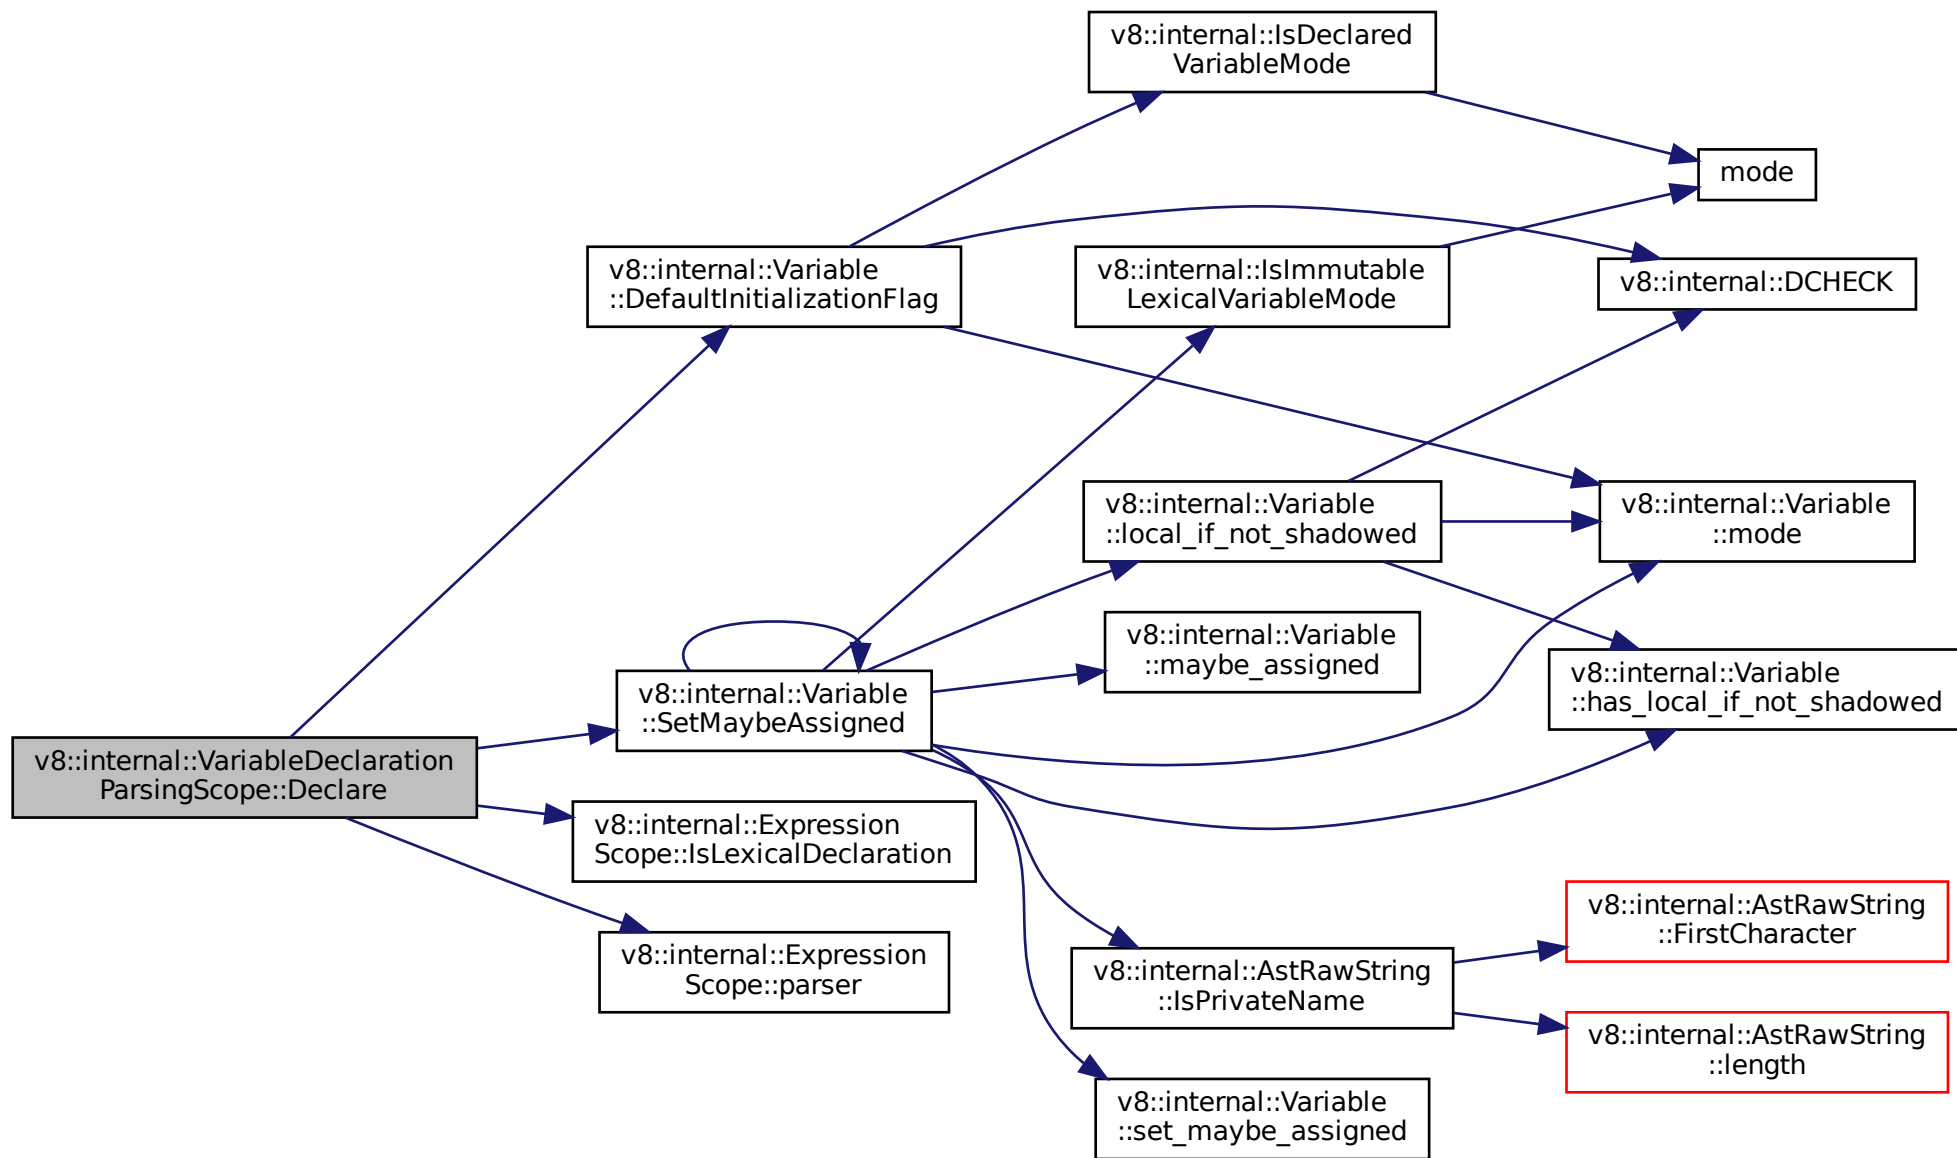 v8::internal::IsDeclared
VariableMode
mode
v8::internal::Variable
::DefaultInitializationFlag
v8::internal::IsImmutable
LexicalVariableMode
v8::internal::DCHECK
v8::internal::Variable
::local_if_not_shadowed
v8::internal::Variable
::mode
v8::internal::Variable
::maybe_assigned
v8::internal::Variable
::has_local_if_not_shadowed
v8::internal::Variable
::SetMaybeAssigned
v8::internal::VariableDeclaration
ParsingScope::Declare
v8::internal::Expression
Scope::IsLexicalDeclaration
v8::internal::AstRawString
::FirstCharacter
v8::internal::Expression
Scope::parser
v8::internal::AstRawString
::IsPrivateName
v8::internal::AstRawString
::length
v8::internal::Variable
::set_maybe_assigned